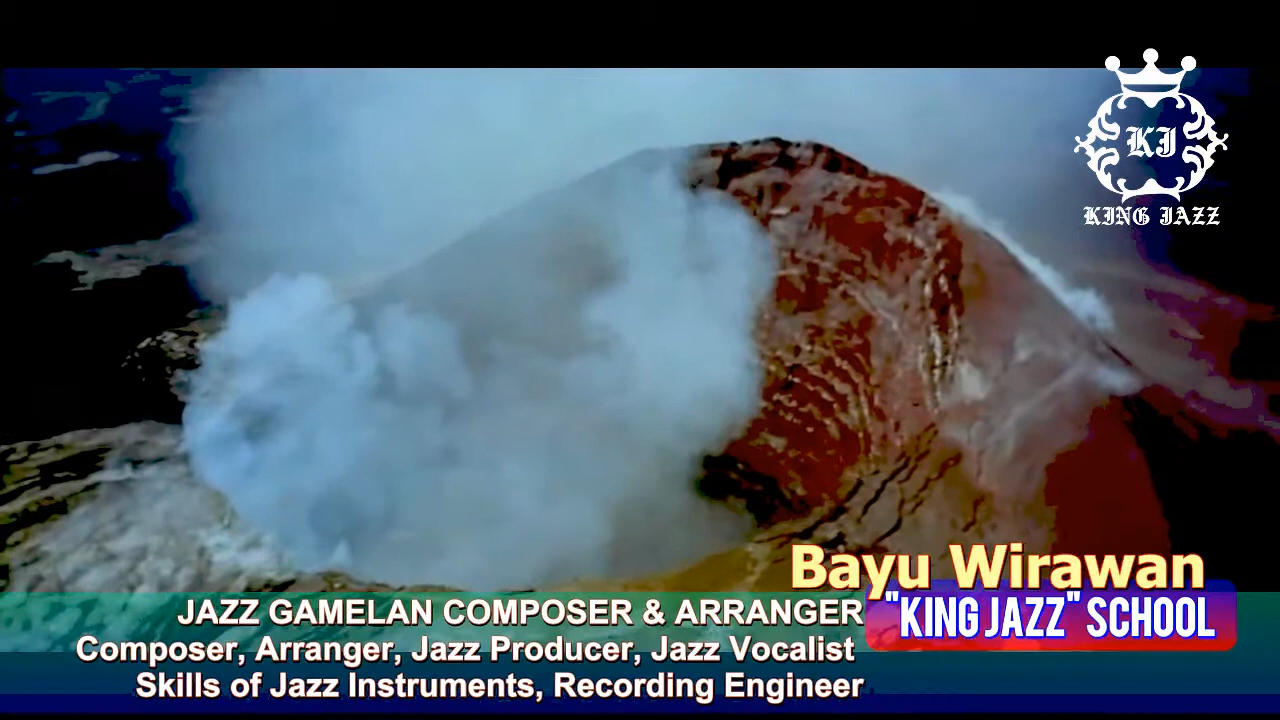 KJ
KING JAZZ
Bayu Wirawan
"KING JAZZ" SCHOOL
JAZZ GAMELAN COMPOSER & ARRANGER
Composer, Arranger, Jazz Producer, Jazz Vocalist
Skills of Jazz Instruments, Recording Engineer